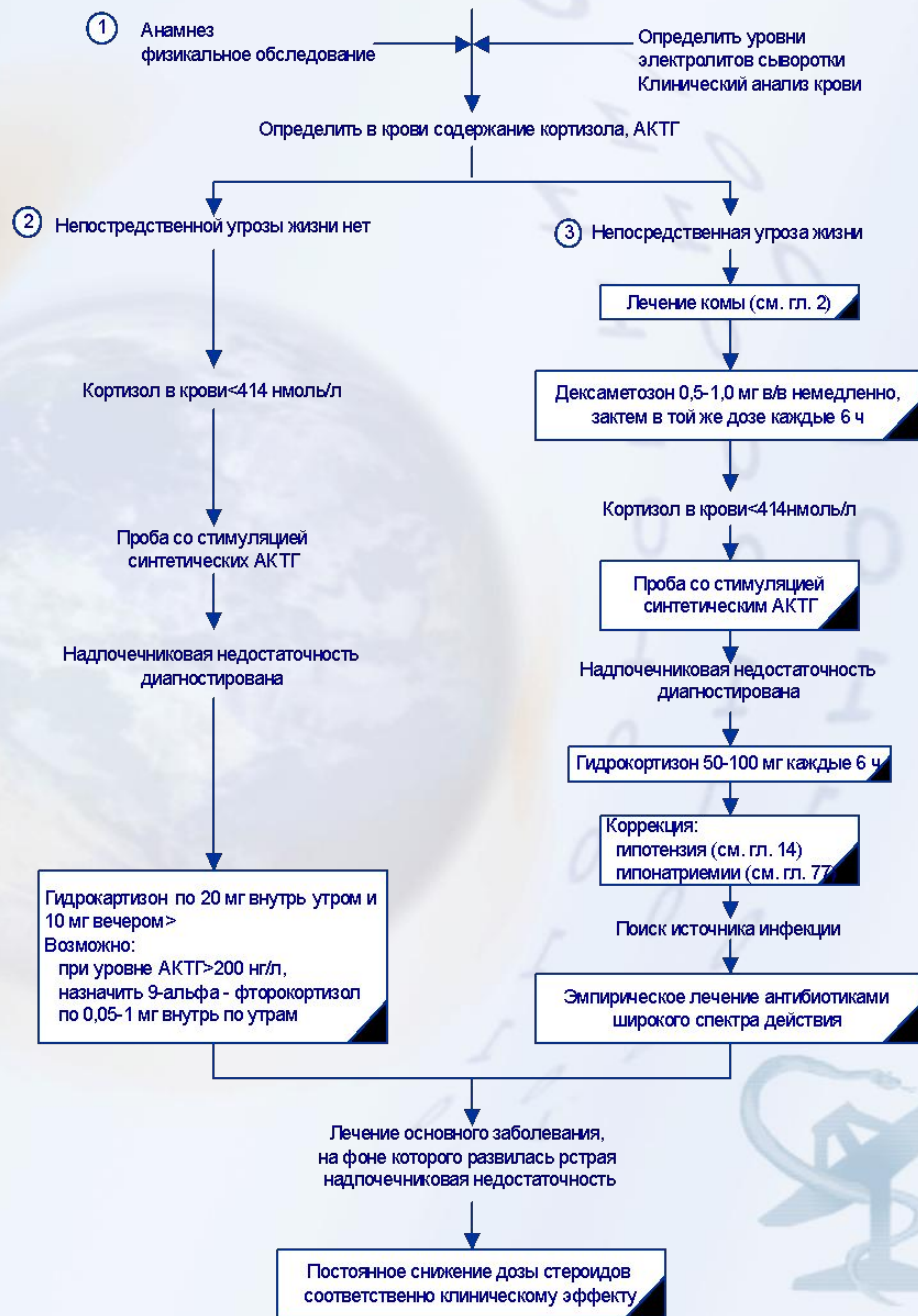 1
Анамнез
физикальное обследование
Определить уровни
электролитов сыворотки
Клинический анализ крови
Определить в крови содержание кортизола, АКТГ
2
Непостредственной угрозы жизни нет
Кортизол в крови<414 нмоль/л
Проба со стимуляцией
синтетических АКТГ
Надпочечниковая недостаточность
диагностирована
Гидрокартизон по 20 мг внутрь утром и
10 мг вечером>
Возможно:
при уровне АКТГ>200 нг/л,
назначить 9-альфа - фторокортизол
по 0,05-1 мг внутрь по утрам
3
Непосредственная угроза жизни
Лечение комы (см. гл. 2)
Дексаметозон 0,5-1,0 мг в/в немедленно,
зактем в той же дозе каждые 6 ч
Кортизол в крови<414нмоль/л
Проба со стимуляцией
синтетическим АКТГ
Надпочечниковая недостаточность
диагностирована
Гидрокортизон 50-100 мг каждые 6 ч
Коррекция:
гипотензия (см. гл. 14)
гипонатриемии (см. гл. 77)
Поиск источника инфекции
Эмпирическое лечение антибиотиками
широкого спектра действия
Лечение основного заболевания,
на фоне которого развилась рстрая
надпочечниковая недостаточность
Постоянное снижение дозы стероидов
соответственно клиническому эффекту